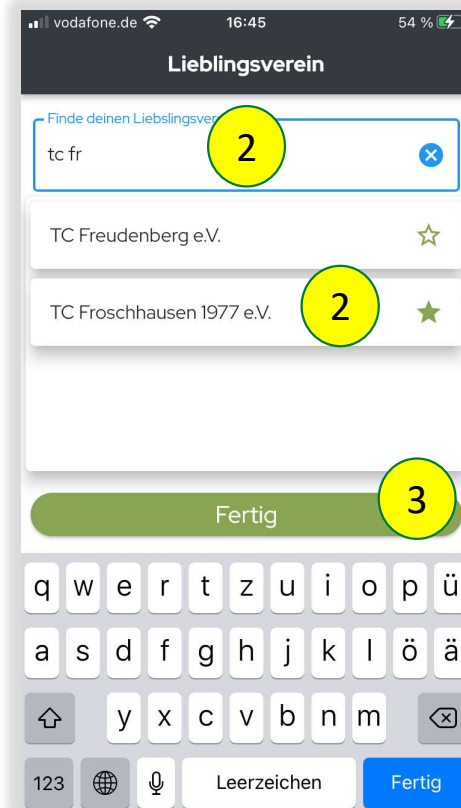 vodafone.de 16:45 54 %
Lieblingsverein
Finde deinen Liebslingsver
tc fr
2
TC Freudenberg e.V.
TC Froschhausen 1977 e.V.
2
Fertig
3
q w e r t z u i o p ü
a s d f g h j k l ö ä
y x c v b n m
123 Leerzeichen Fertig